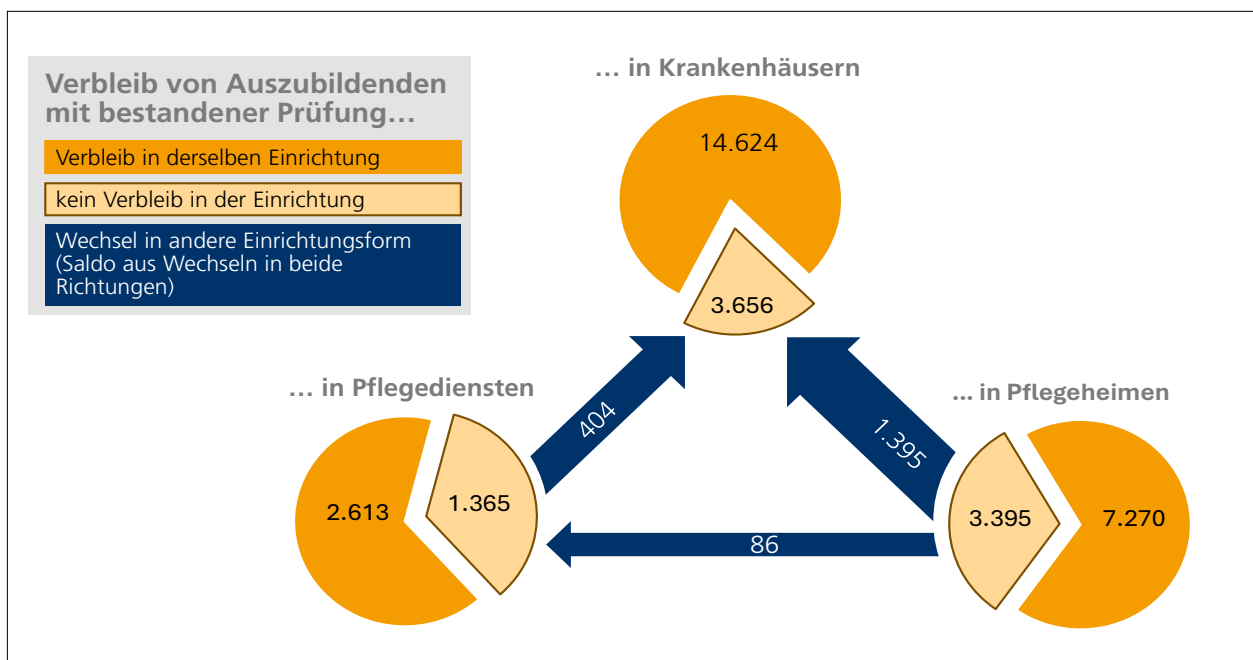 Verbleib von Auszubildenden
mit bestandener Prüfung...
Verbleib in derselben Einrichtung
kein Verbleib in der Einrichtung
Wechsel in andere Einrichtungsform
(Saldo aus Wechseln in beide
Richtungen)
... in Krankenhäusern
14.624
3.656
... in Pflegediensten
2.613
1.365
404
1.395
86
... in Pflegeheimen
3.395
7.270